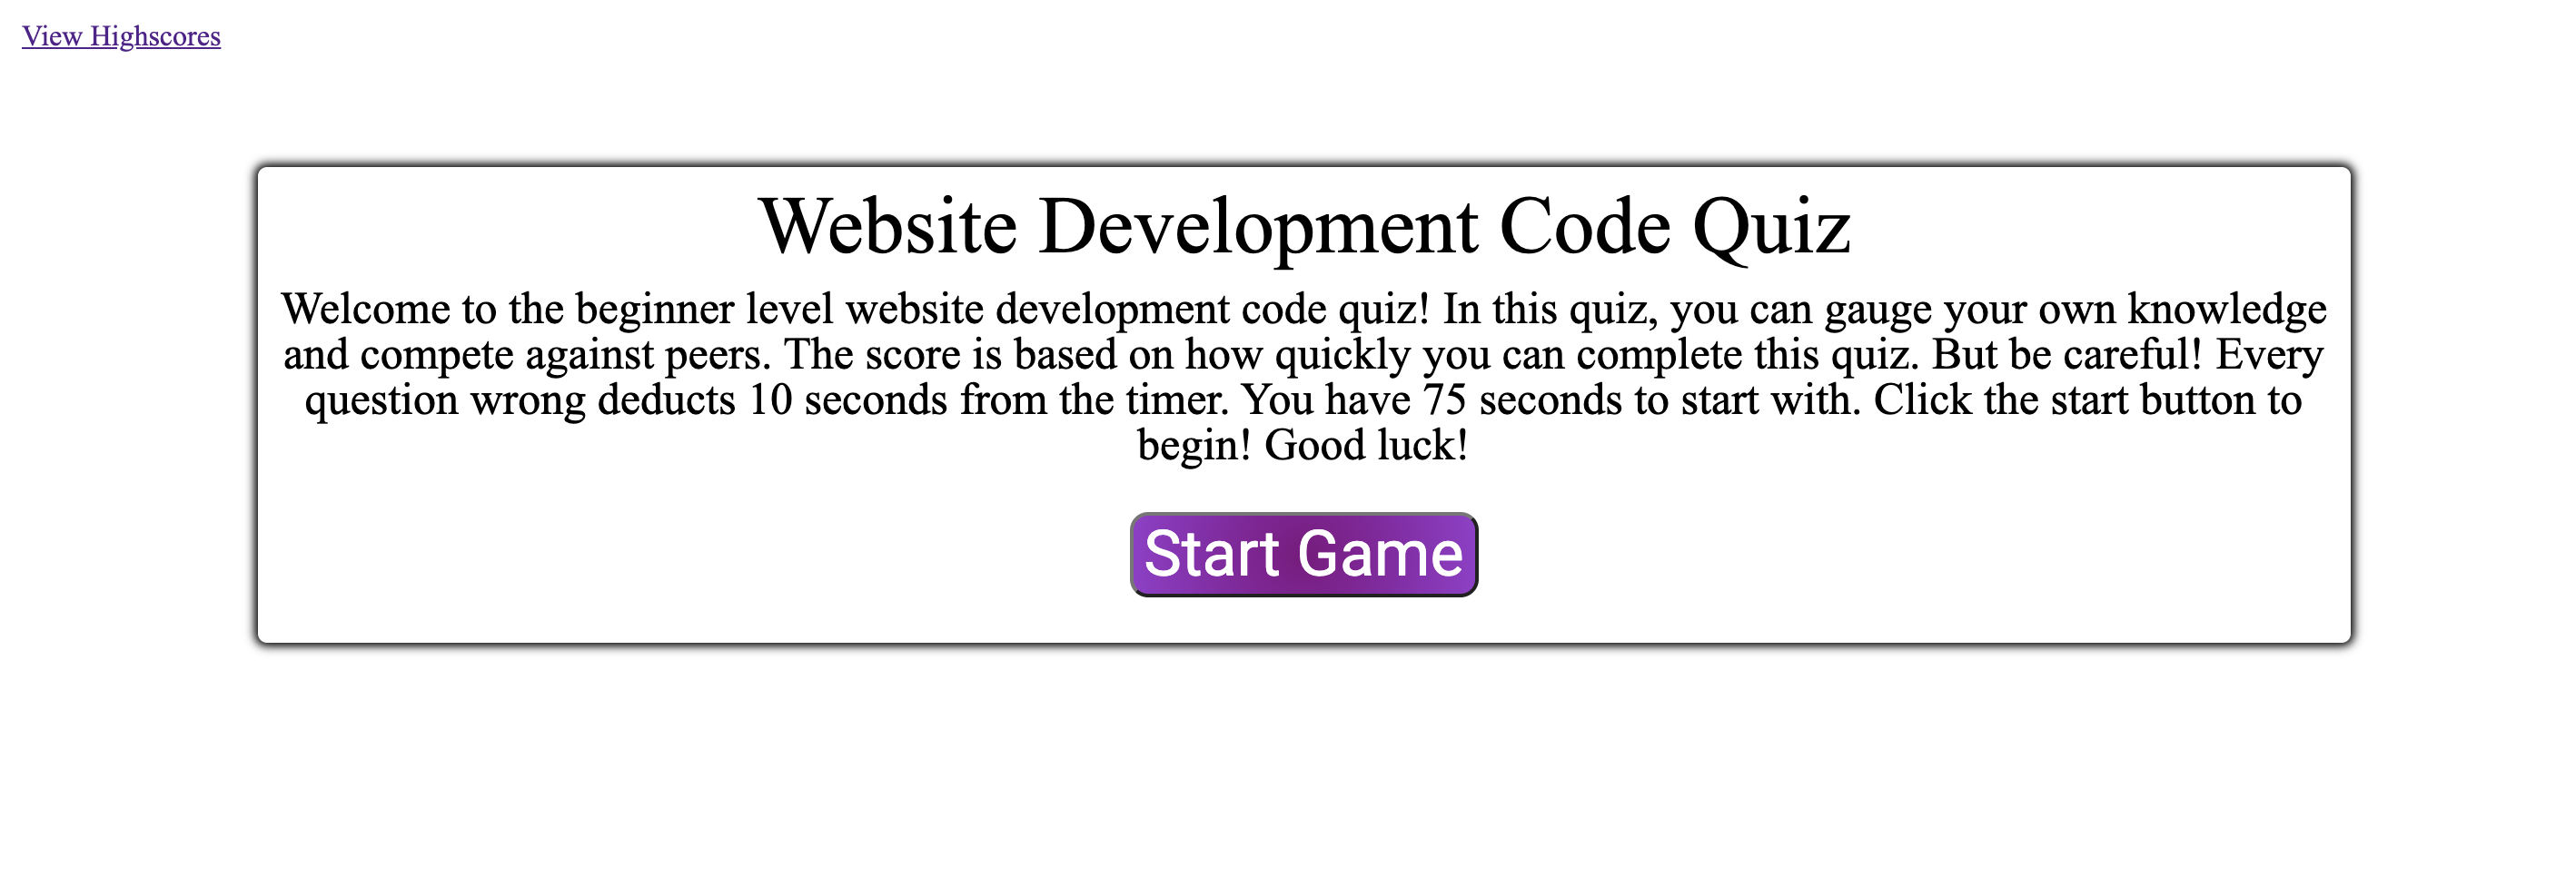 View Highscores
Website Development Code Quiz
Welcome to the beginner level website development code quiz! In this quiz, you can gauge your own knowledge
and compete against peers. The score is based on how quickly you can complete this quiz. But be careful! Every
question wrong deducts 10 seconds from the timer. You have 75 seconds to start with. Click the start button to
begin! Good luck!
Start Game